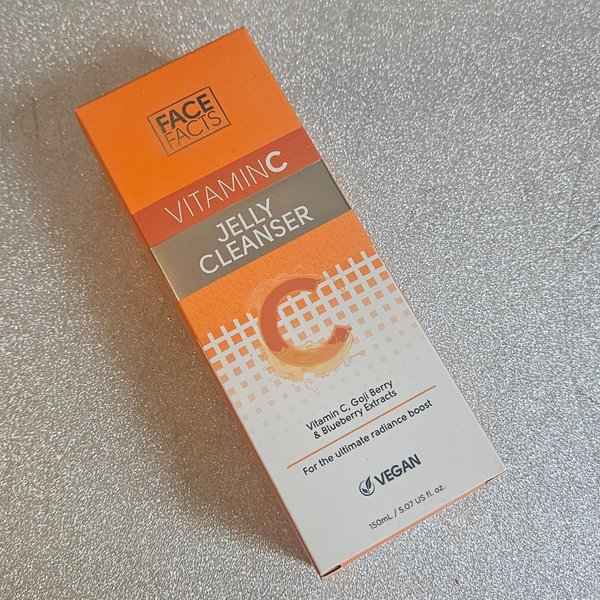 FACE
FACTS
VITAMINC
JELLY
CLEANSER
C
Vitamin C, Goji Berry
& Blueberry Extracts
For the ultimate radiance boost
VEGAN
150mL / 5.07 US fl. oz.